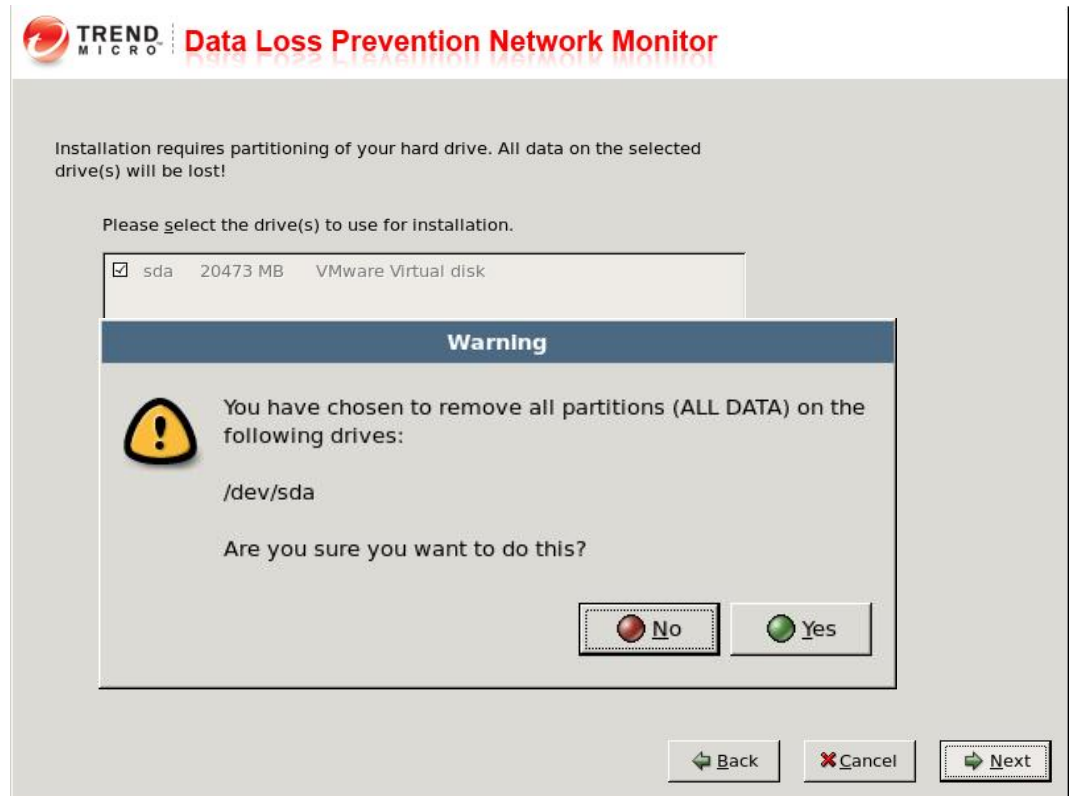 TREND MICRO Data Loss Prevention Network Monitor
Installation requires partitioning of your hard drive. All data on the selected
drive(s) will be lost!
Please select the drive(s) to use for installation.
sda 20473 MB VMware Virtual disk
Warning
You have chosen to remove all partitions (ALL DATA) on the
following drives:
/dev/sda
Are you sure you want to do this?
No Yes
Back Cancel Next